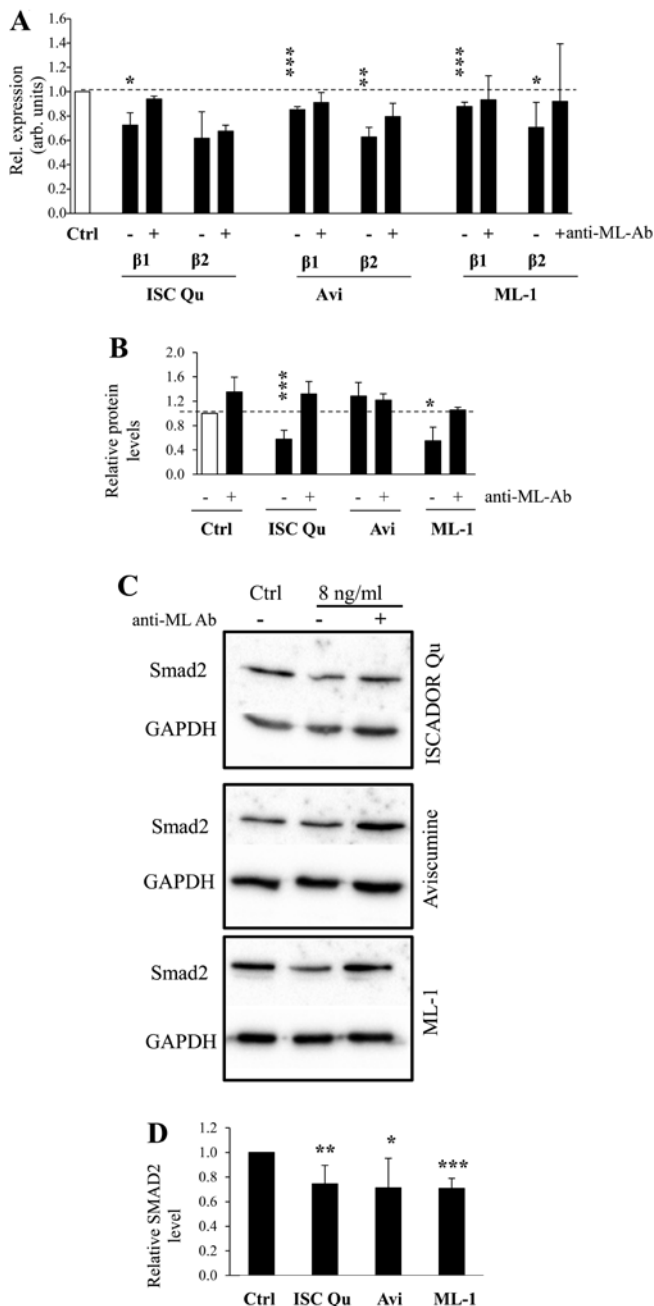 A
Rel. expression
(arb. units)
1.6
1.4
1.2
1.0
0.8
0.6
0.4
0.2
0.0
*
***
**
***
*
Ctrl
- + - + - + - + - + - + anti-ML-Ab
β1 β2 β1 β2 β1 β2
ISC Qu Avi ML-1
B
Relative protein
levels
2.0
1.6
1.2
0.8
0.4
0.0
***
*
- + - + - + - + anti-ML-Ab
Ctrl ISC Qu Avi ML-1
C
Ctrl 8 ng/ml
anti-ML Ab - - +
Smad2
GAPDH
ISCADOR Qu
Smad2
GAPDH
Aviscumine
Smad2
GAPDH
ML-1
D
Relative SMAD2
level
1.2
1.0
0.8
0.6
0.4
0.2
0.0
** * ***
Ctrl ISC Qu Avi ML-1